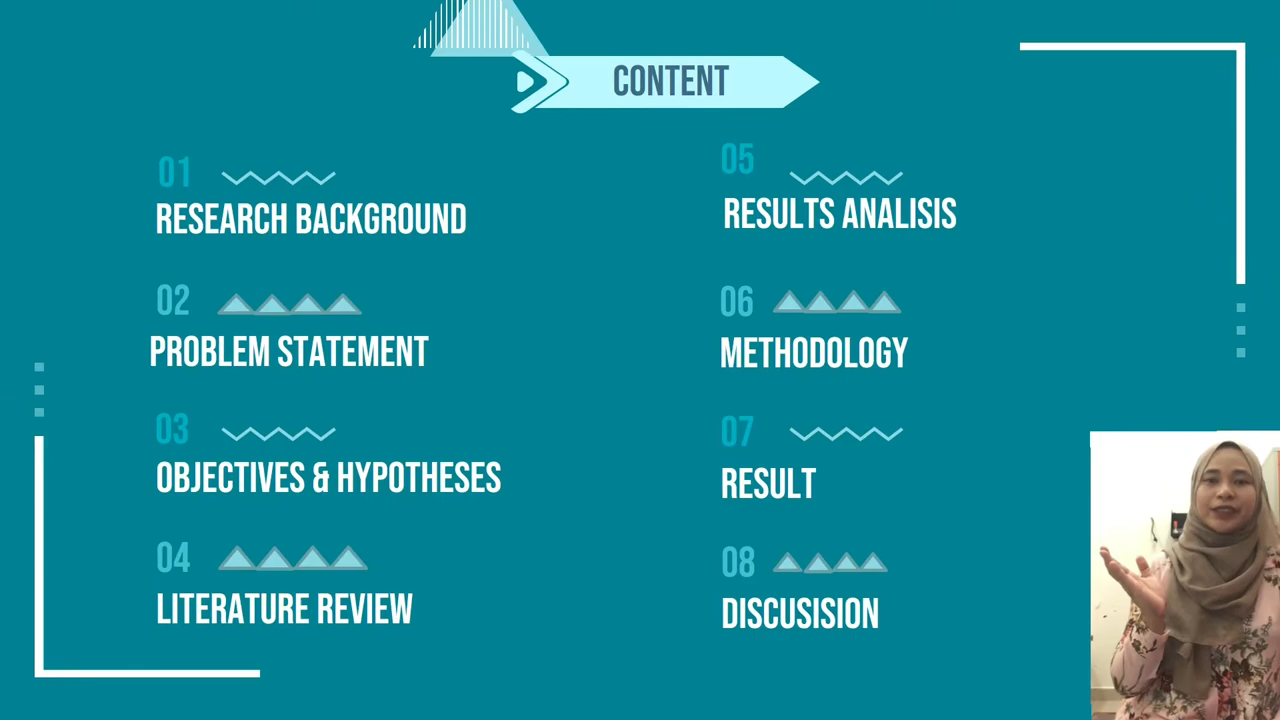 CONTENT
01
RESEARCH BACKGROUND
02
PROBLEM STATEMENT
03
OBJECTIVES & HYPOTHESES
04
LITERATURE REVIEW
05
RESULTS ANALISIS
06
METHODOLOGY
07
RESULT
08
DISCUSISION